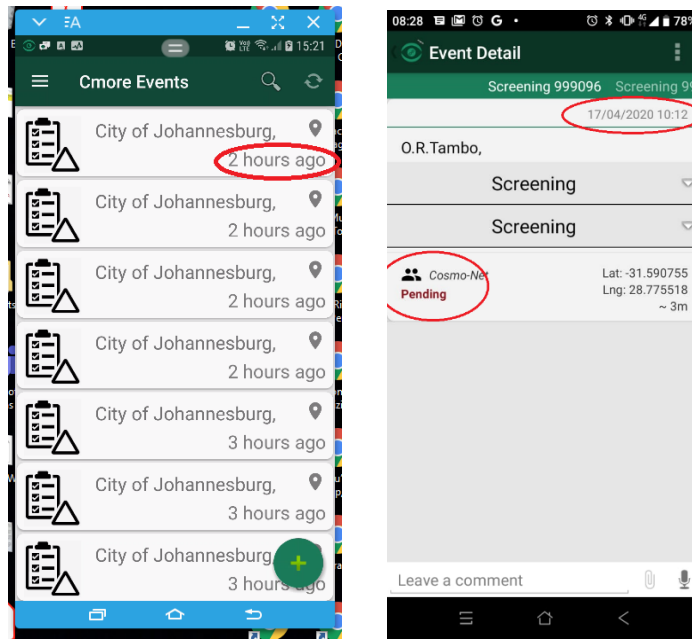 FA
15:21
Cmore Events
City of Johannesburg,
2 hours ago
City of Johannesburg,
2 hours ago
City of Johannesburg,
2 hours ago
City of Johannesburg,
2 hours ago
City of Johannesburg,
3 hours ago
City of Johannesburg,
3 hours ago
City of Johannesburg,
3 hours ago
08:28 G 4G 78%
Event Detail
Screening 999096 Screening 99
17/04/2020 10:12
O.R.Tambo,
Screening
Screening
Cosmo-Net
Pending
Lat: -31.590755
Lng: 28.775518
~ 3m
Leave a comment